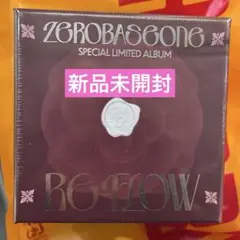 ZEROBASEONE
SPECIAL LIMITED ALBUM
新品未開封
RE-FLOW